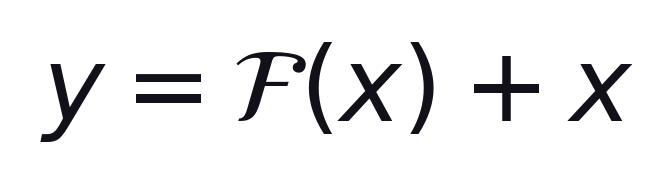 y = ℱ(x) + x